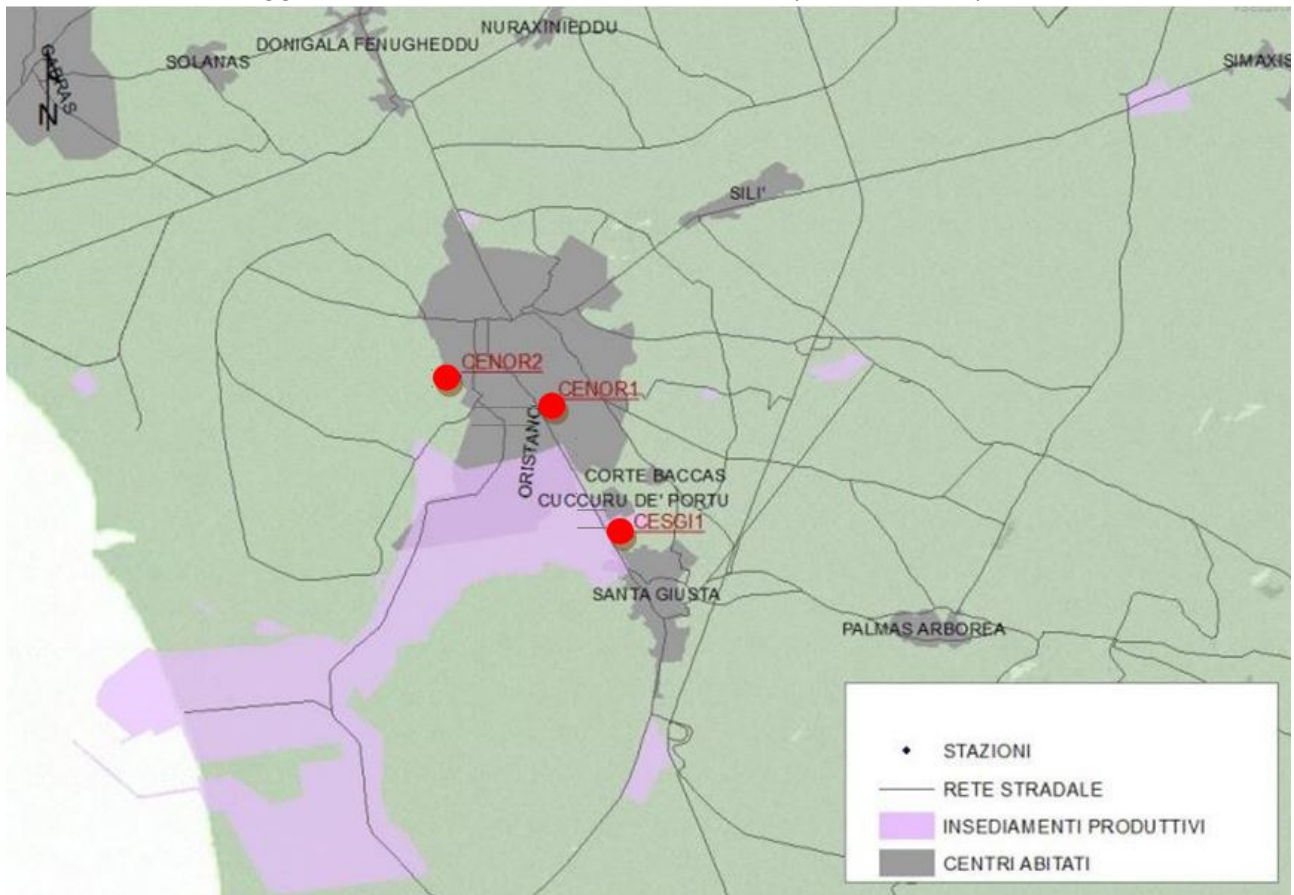 NURAXINIEDDU
DONIGALA FENUGHEDDU
SOLANAS
SIMAXIS
CABRAS
N
SILI'
CENOR2
CENOR1
ORISTANO
CORTE BACCAS
CUCCURU DE' PORTU
CESGI1
SANTA GIUSTA
PALMAS ARBOREA
STAZIONI
RETE STRADALE
INSEDIAMENTI PRODUTTIVI
CENTRI ABITATI